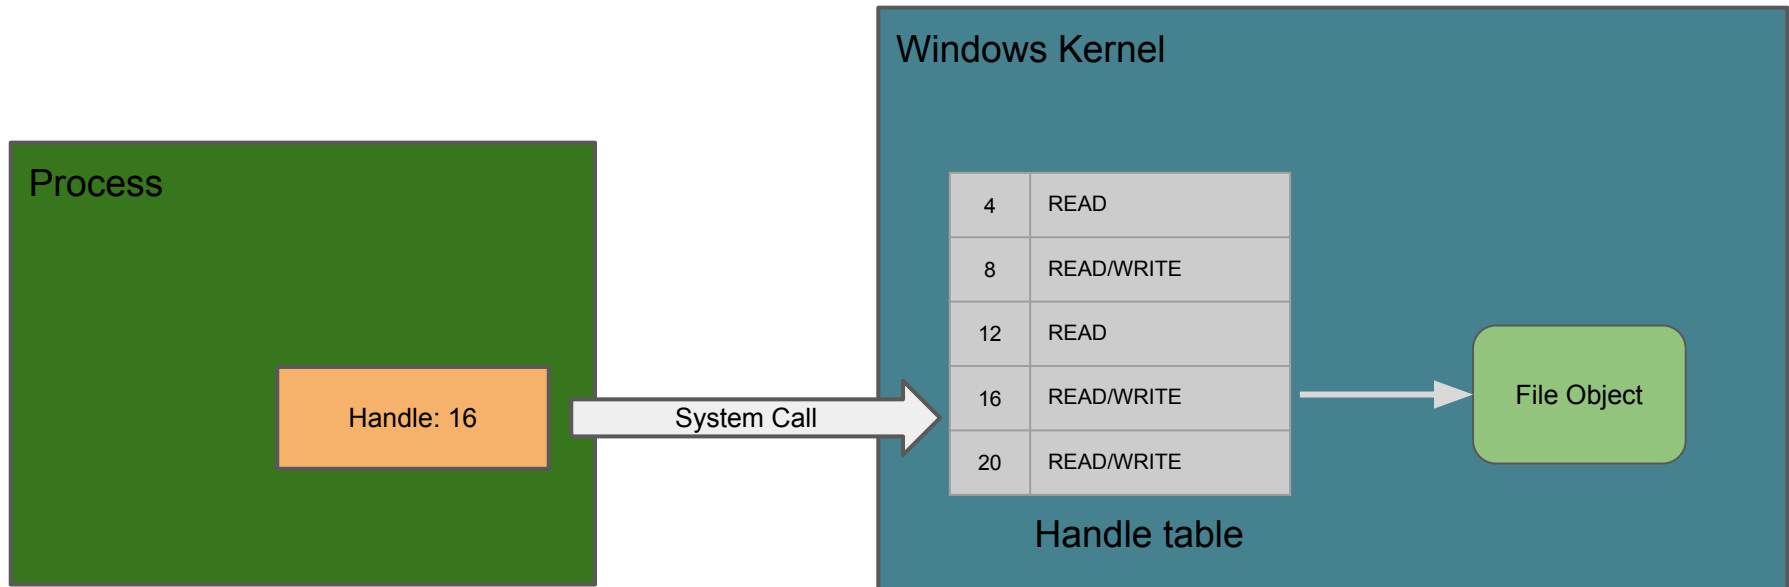 Windows Kernel
Process
4 READ
8 READ/WRITE
12 READ
16 READ/WRITE
20 READ/WRITE
Handle: 16
System Call
File Object
Handle table